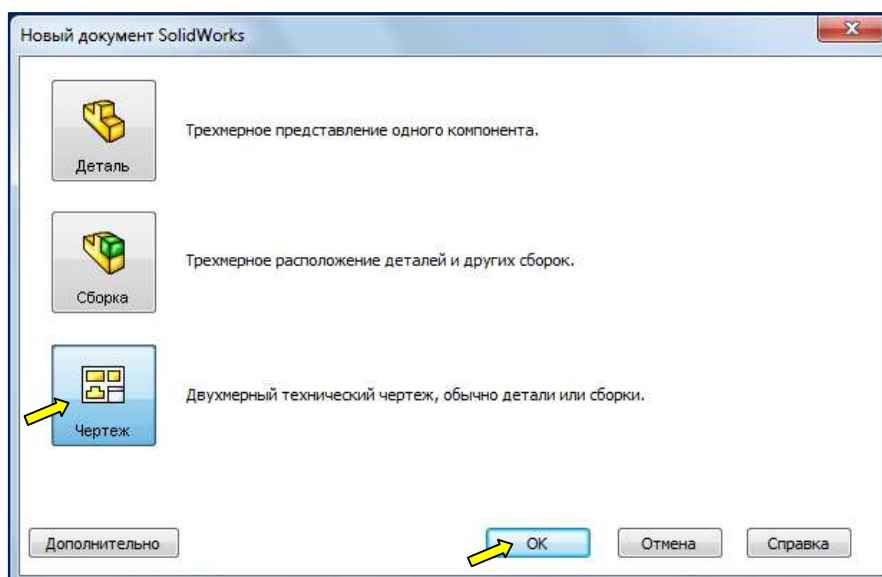 Новый документ SolidWorks
Деталь
Трехмерное представление одного компонента.
Сборка
Трехмерное расположение деталей и других сборок.
Чертеж
Двухмерный технический чертеж, обычно детали или сборки.
Дополнительно
OK
Отмена
Справка